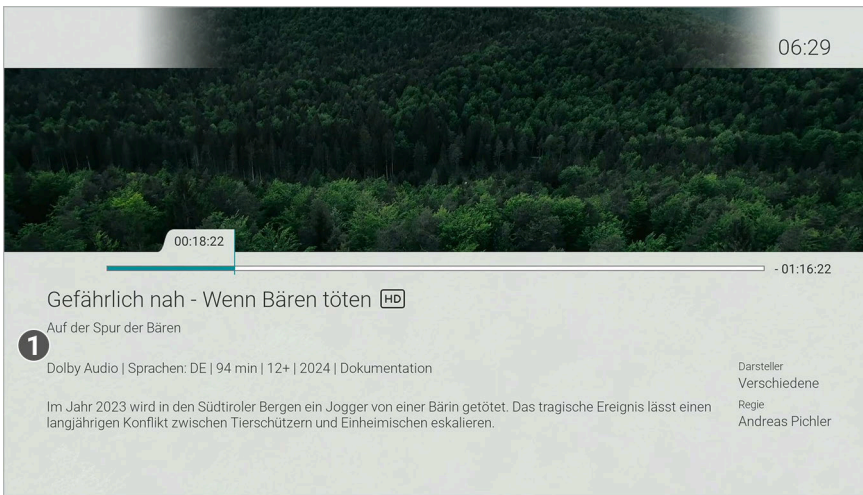 06:29
00:18:22
- 01:16:22
Gefährlich nah - Wenn Bären töten HD
Auf der Spur der Bären
1
Dolby Audio | Sprachen: DE | 94 min | 12+ | 2024 | Dokumentation
Im Jahr 2023 wird in den Südtiroler Bergen ein Jogger von einer Bärin getötet. Das tragische Ereignis lässt einen
langjährigen Konflikt zwischen Tierschützern und Einheimischen eskalieren.
Darsteller
Verschiedene
Regie
Andreas Pichler